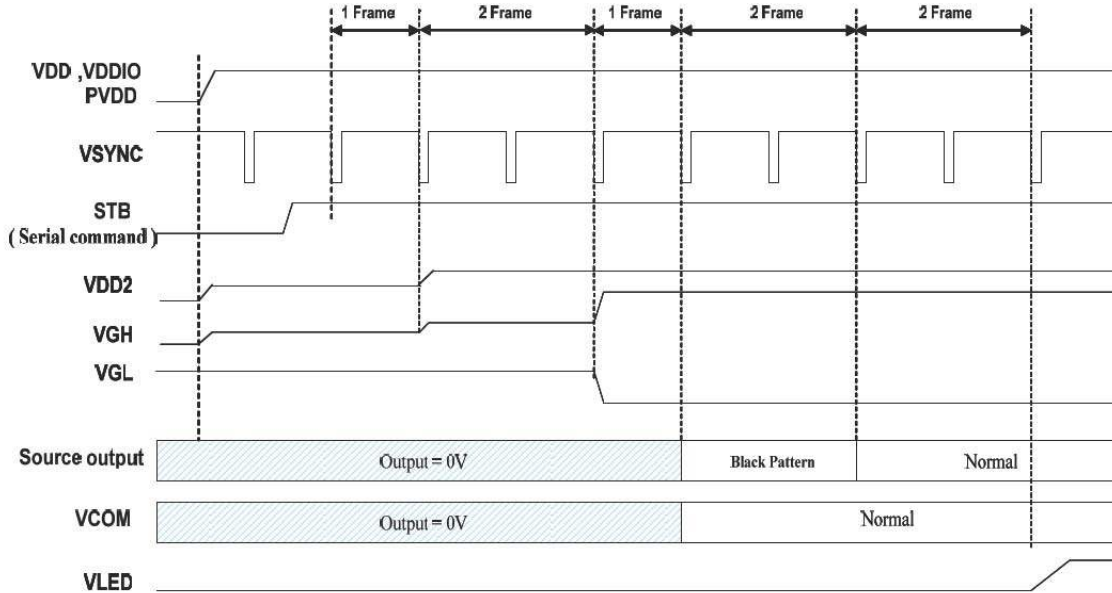 1 Frame
2 Frame
1 Frame
2 Frame
2 Frame
VDD ,VDDIO
PVDD
VSYNC
STB
( Serial command )
VDD2
VGH
VGL
Source output
Output = 0V
Black Pattern
Normal
VCOM
Output = 0V
Normal
VLED